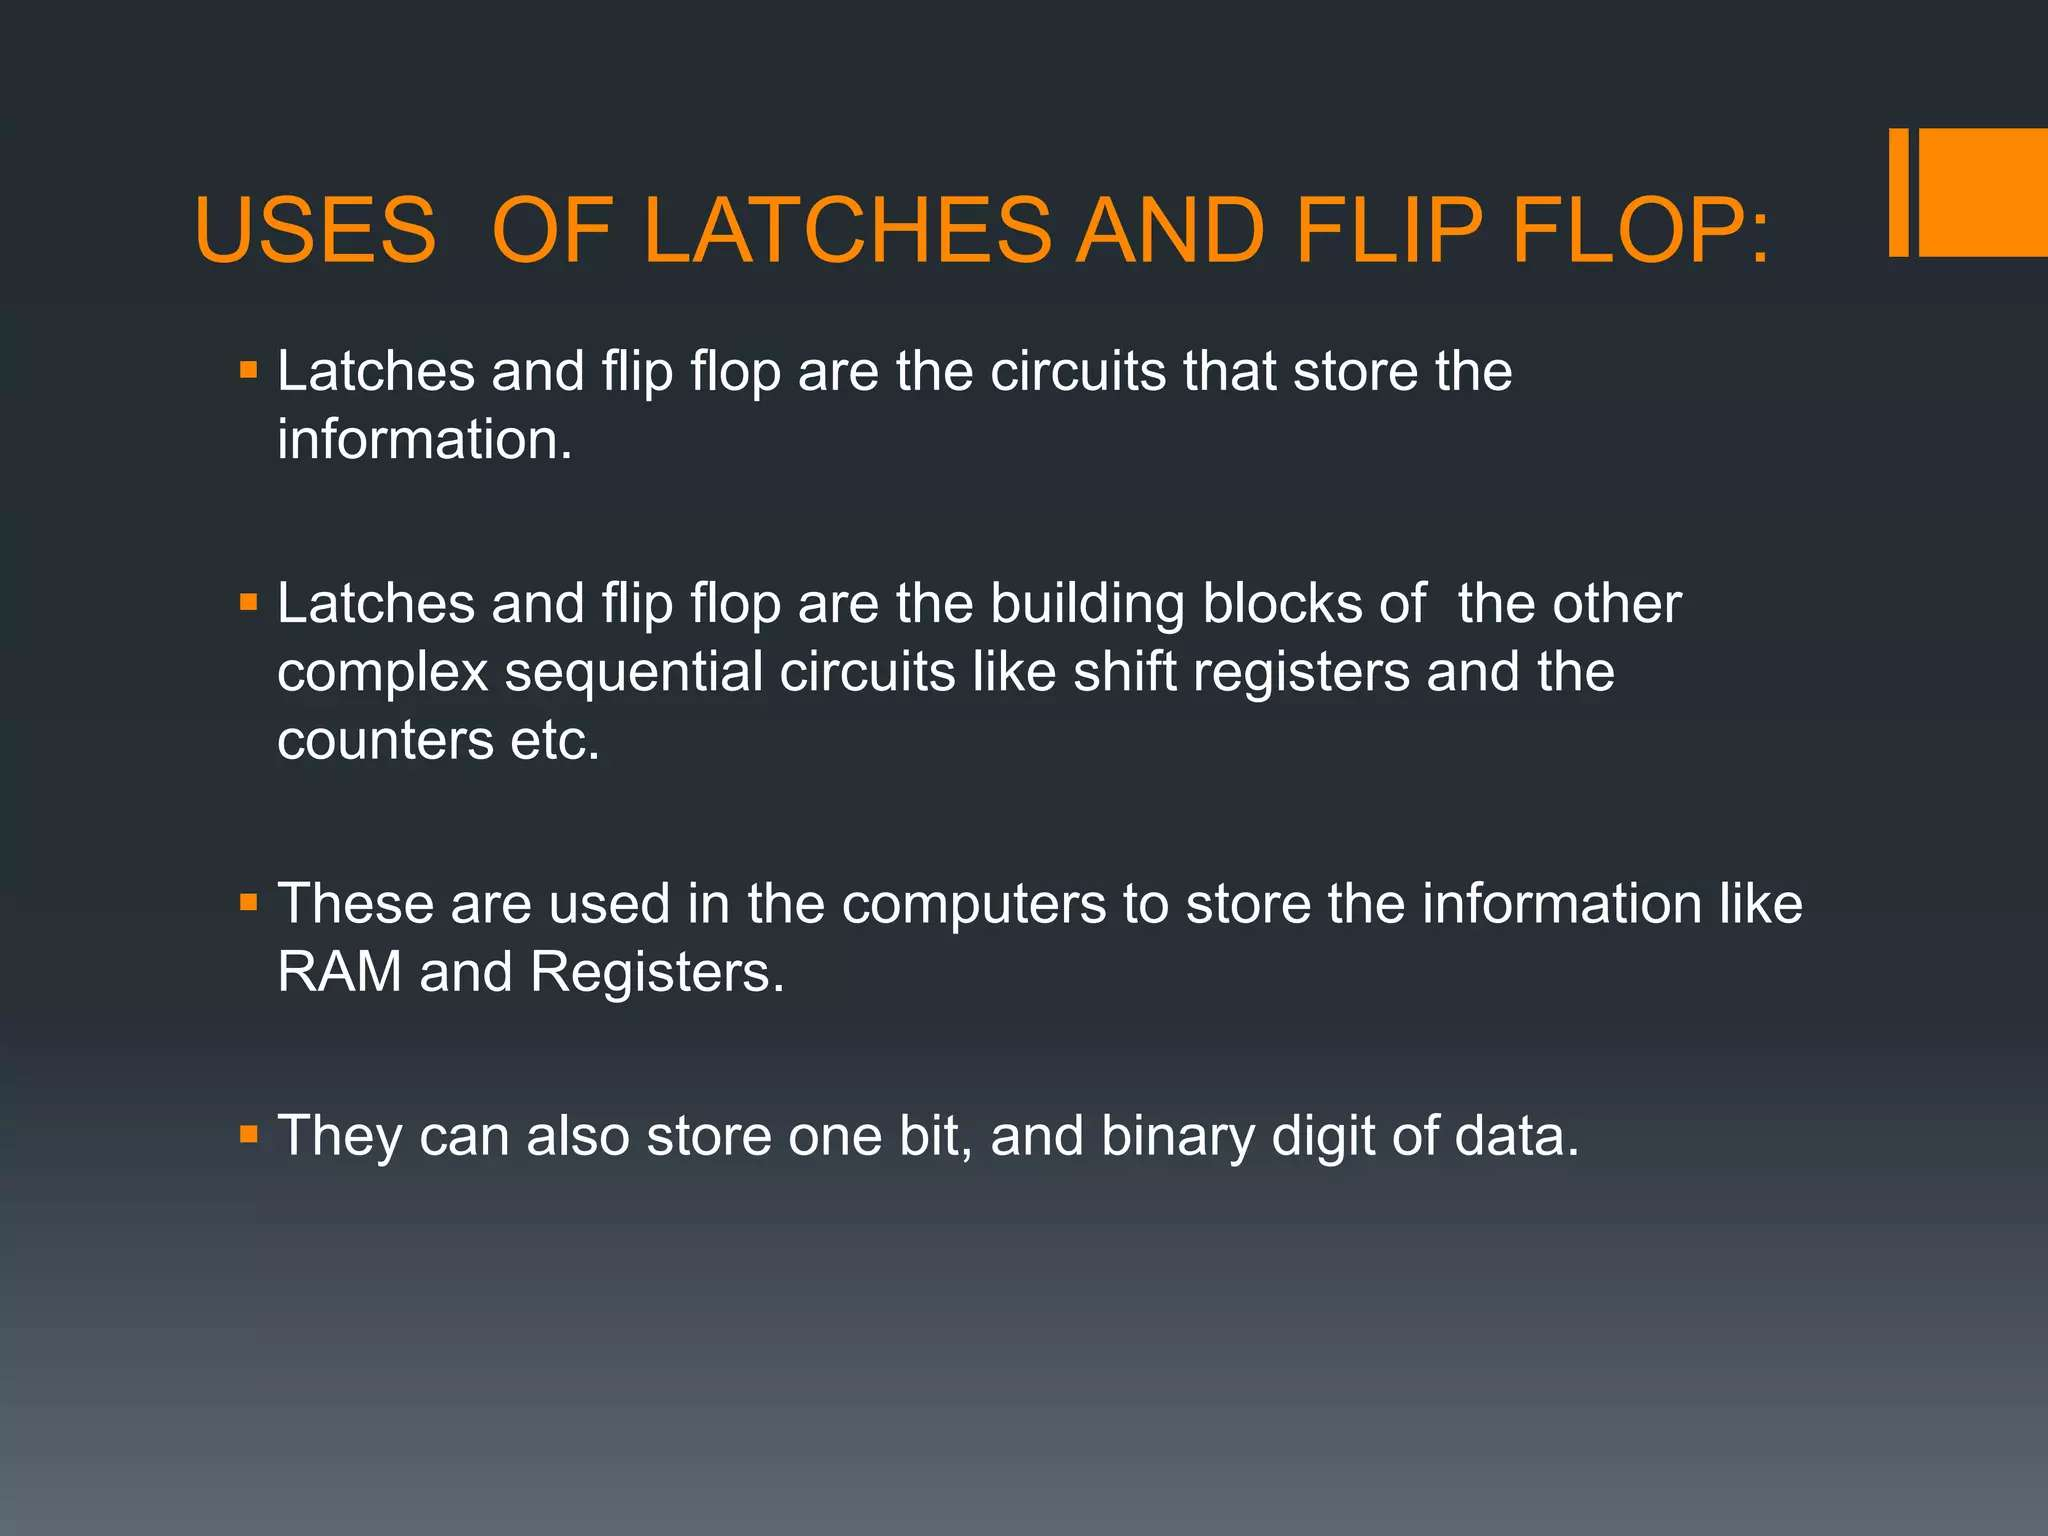 USES  OF LATCHES AND FLIP FLOP:
▪ Latches and flip flop are the circuits that store the
information.
▪ Latches and flip flop are the building blocks of  the other
complex sequential circuits like shift registers and the
counters etc.
▪ These are used in the computers to store the information like
RAM and Registers.
▪ They can also store one bit, and binary digit of data.